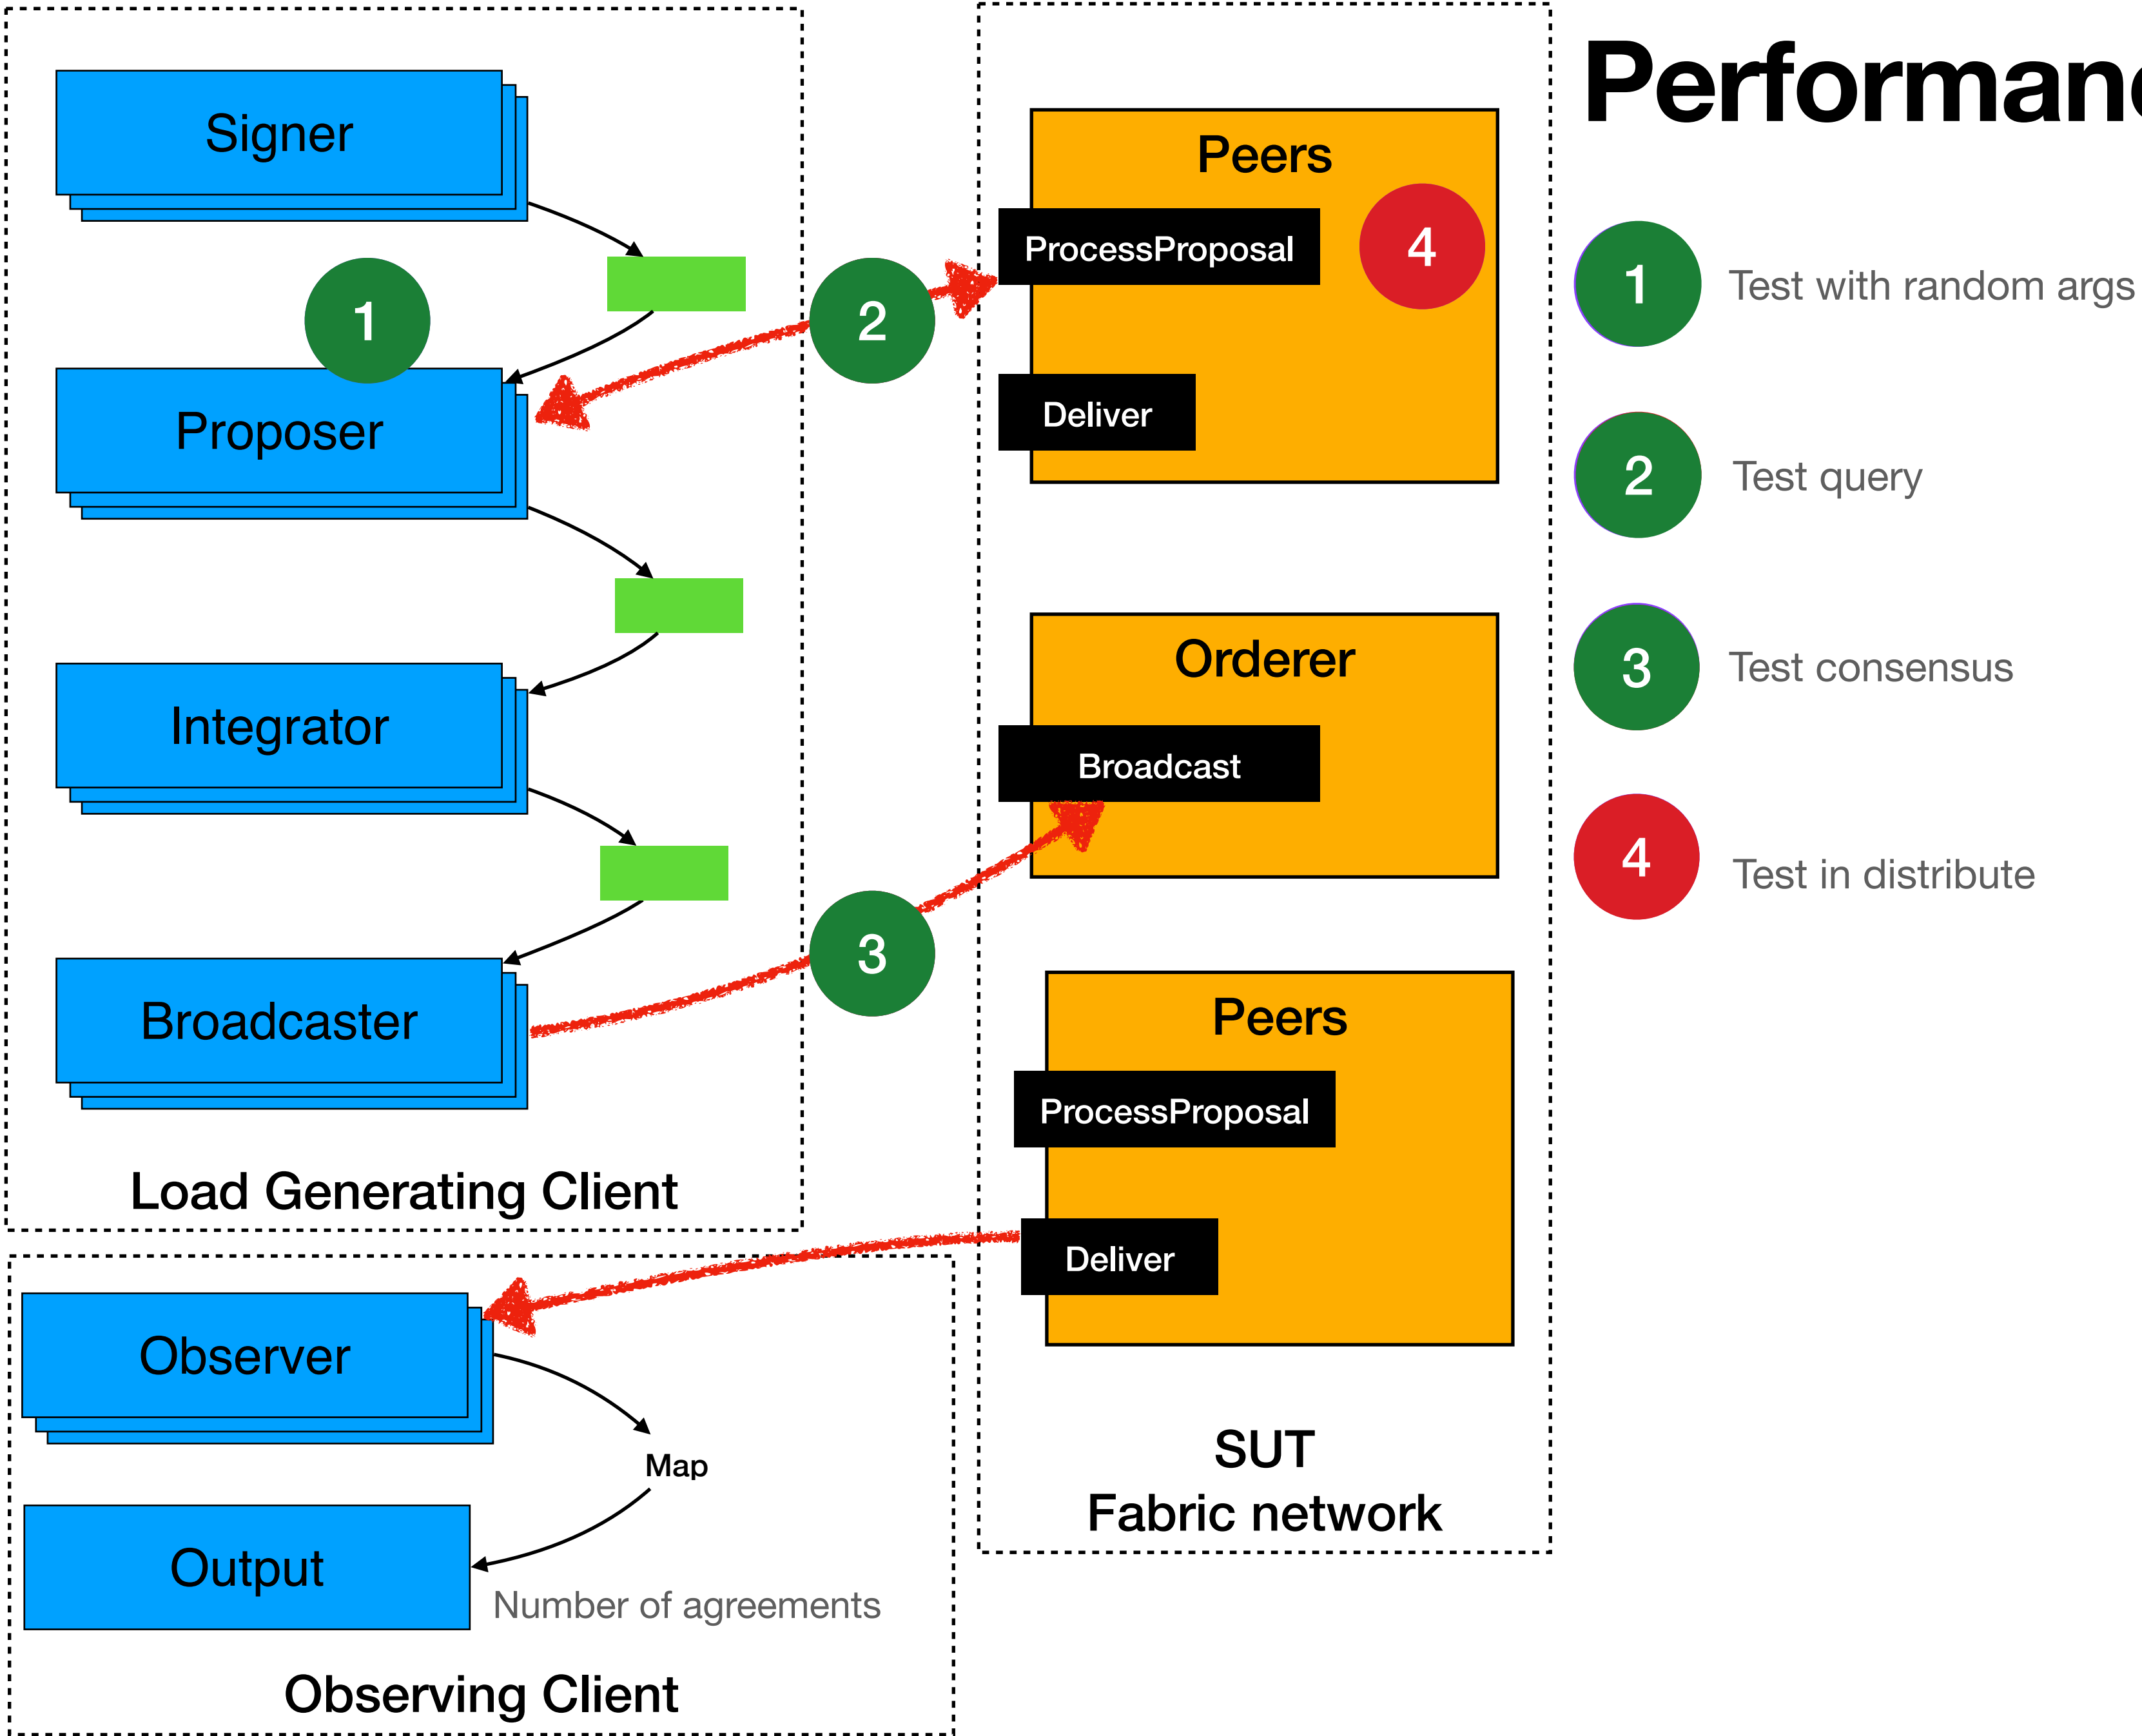 Signer
1
Proposer
Integrator
Broadcaster
Load Generating Client
2
3
Peers
ProcessProposal
4
Deliver
Orderer
Broadcast
Peers
ProcessProposal
Deliver
SUT
Fabric network
Observer
Map
Output
Number of agreements
Observing Client
1
Test with random args
2
Test query
3
Test consensus
4
Test in distribute